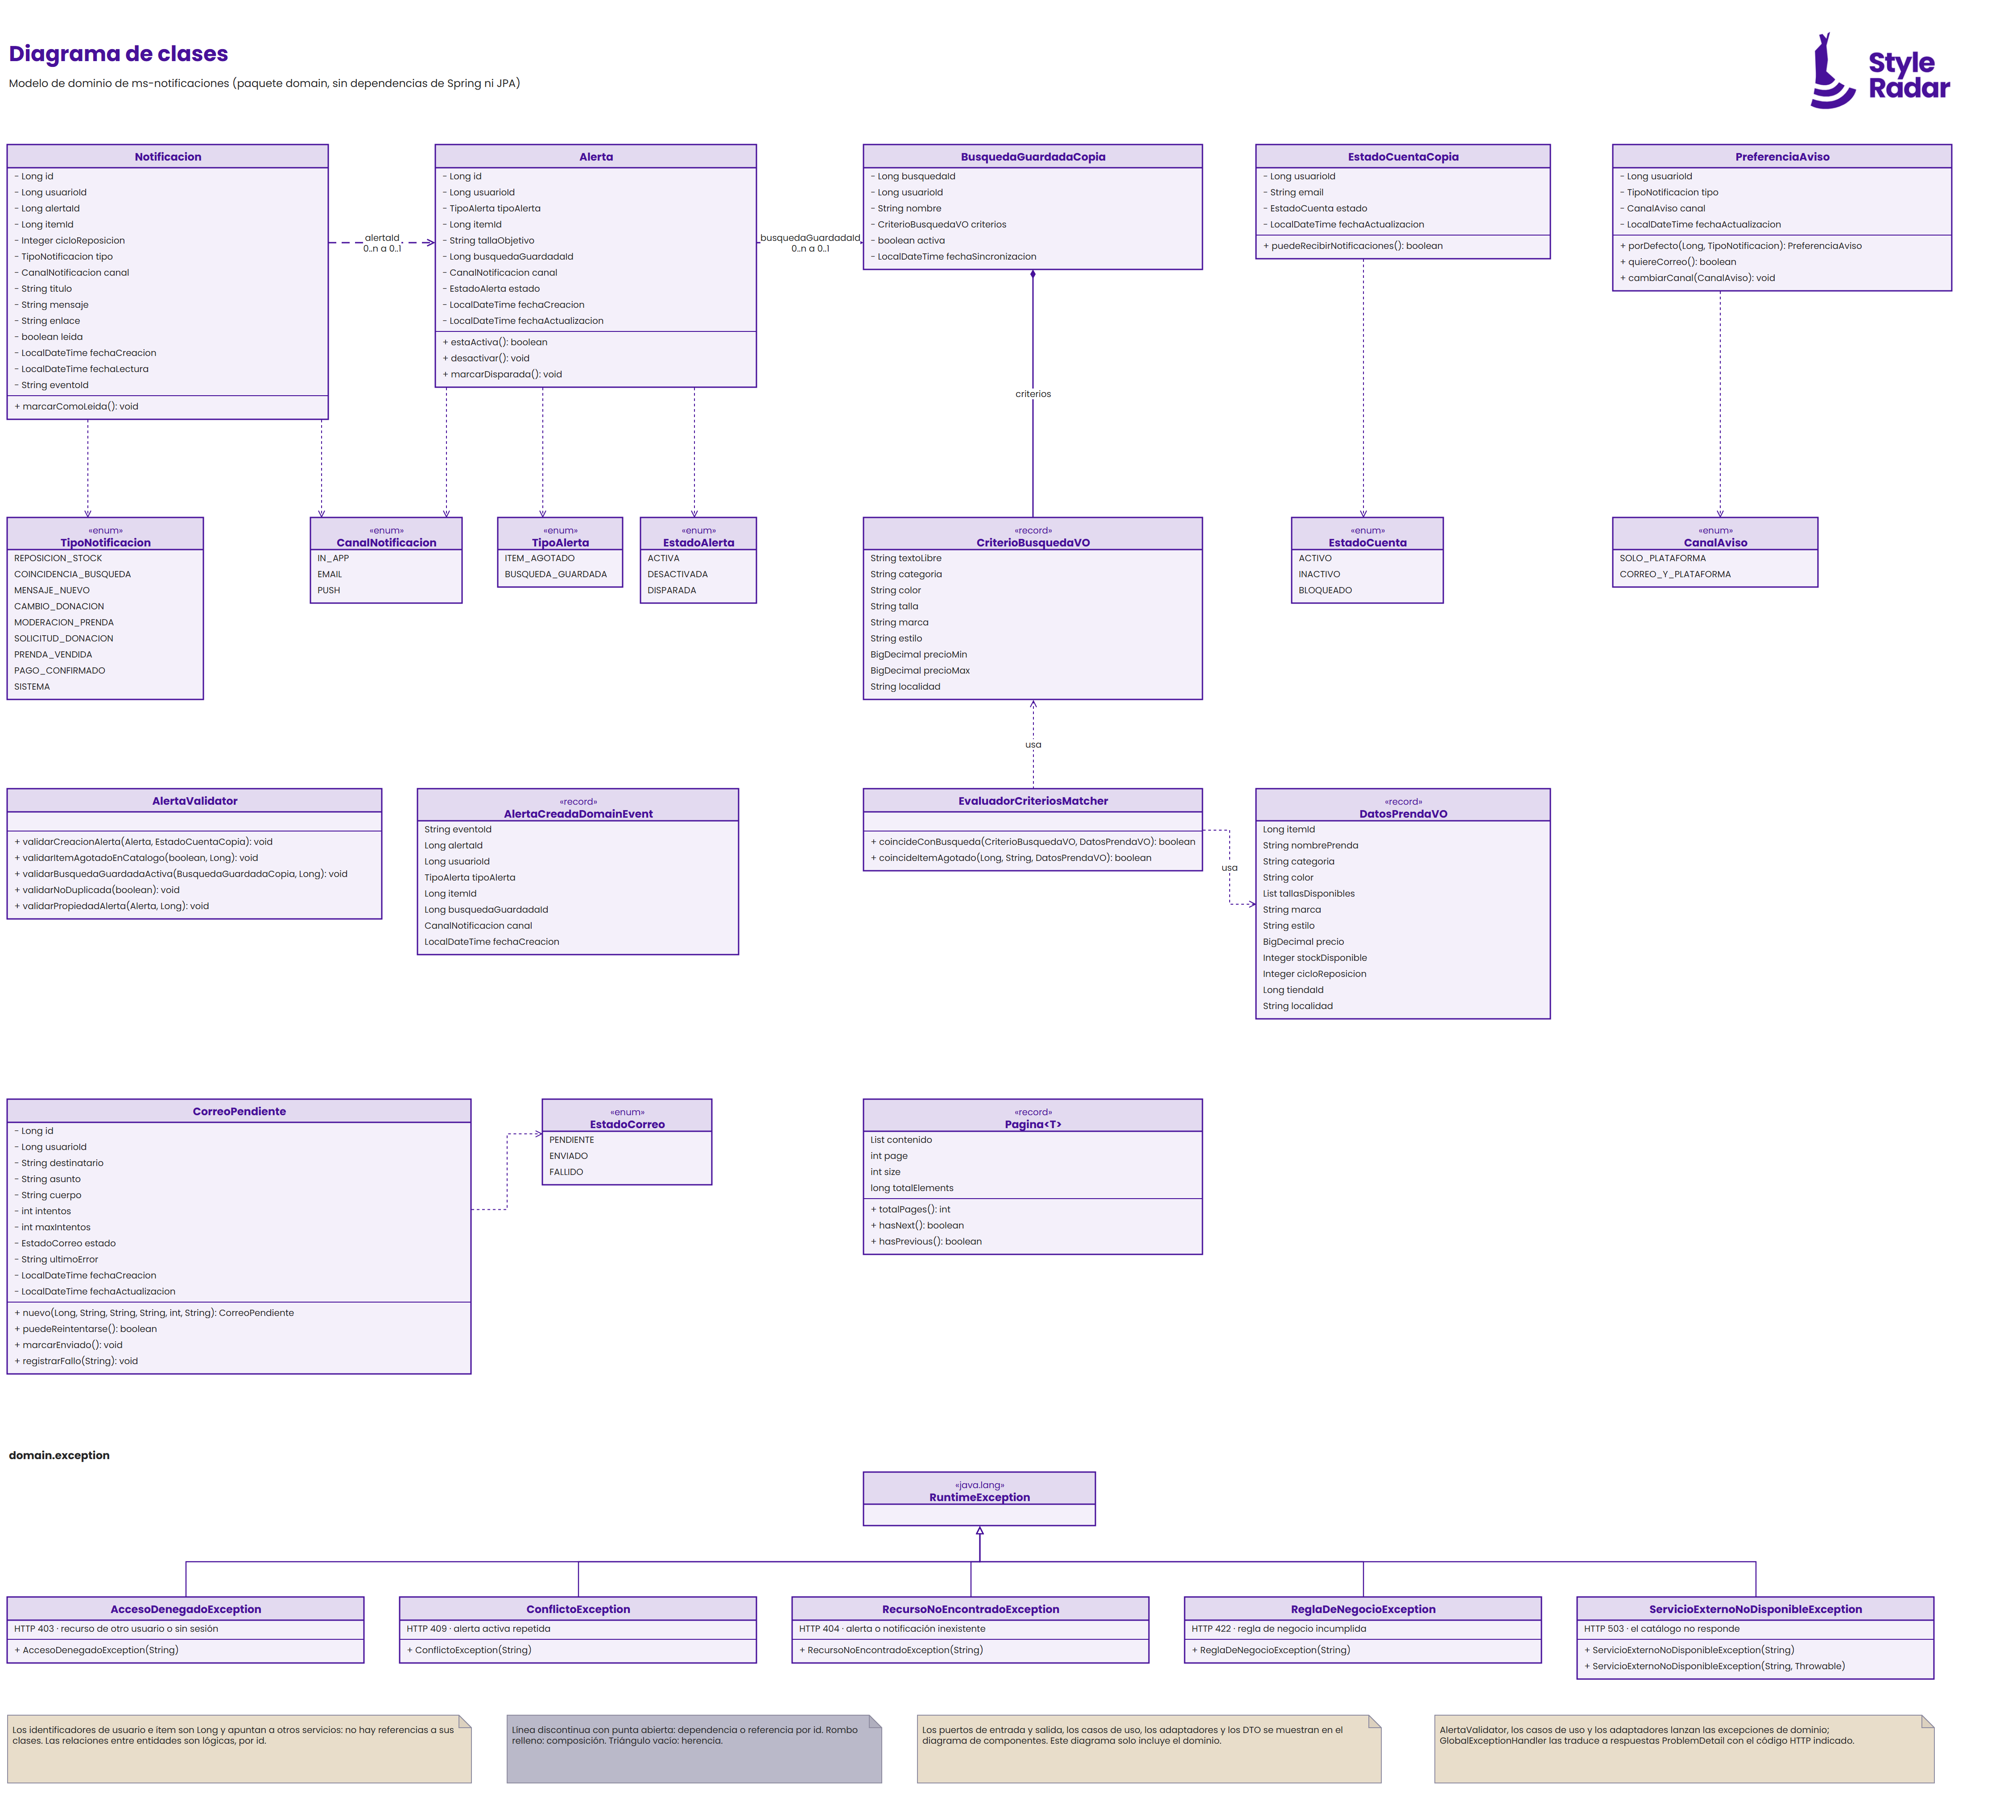 Diagrama de clases
Modelo de dominio de ms-notificaciones (paquete domain, sin dependencias de Spring ni JPA)
Style
Radar
Notificacion
- Long id
- Long usuarioId
- Long alertaId
- Long itemId
- Integer cicloReposicion
- TipoNotificacion tipo
- CanalNotificacion canal
- String titulo
- String mensaje
- String enlace
- boolean leida
- LocalDateTime fechaCreacion
- LocalDateTime fechaLectura
- String eventoId
+ marcarComoLeida(): void
alertaId
0..n a 0..1
Alerta
- Long id
- Long usuarioId
- TipoAlerta tipoAlerta
- Long itemId
- String tallaObjetivo
- Long busquedaGuardadaId
- CanalNotificacion canal
- EstadoAlerta estado
- LocalDateTime fechaCreacion
- LocalDateTime fechaActualizacion
+ estaActiva(): boolean
+ desactivar(): void
+ marcarDisparada(): void
busquedaGuardadaId
0..n a 0..1
BusquedaGuardadaCopia
- Long busquedaId
- Long usuarioId
- String nombre
- CriterioBusquedaVO criterios
- boolean activa
- LocalDateTime fechaSincronizacion
criterios
EstadoCuentaCopia
- Long usuarioId
- String email
- EstadoCuenta estado
- LocalDateTime fechaActualizacion
+ puedeRecibirNotificaciones(): boolean
PreferenciaAviso
- Long usuarioId
- TipoNotificacion tipo
- CanalAviso canal
- LocalDateTime fechaActualizacion
+ porDefecto(Long, TipoNotificacion): PreferenciaAviso
+ quiereCorreo(): boolean
+ cambiarCanal(CanalAviso): void
«enum»
TipoNotificacion
REPOSICION_STOCK
COINCIDENCIA_BUSQUEDA
MENSAJE_NUEVO
CAMBIO_DONACION
MODERACION_PRENDA
SOLICITUD_DONACION
PRENDA_VENDIDA
PAGO_CONFIRMADO
SISTEMA
«enum»
CanalNotificacion
IN_APP
EMAIL
PUSH
«enum»
TipoAlerta
ITEM_AGOTADO
BUSQUEDA_GUARDADA
«enum»
EstadoAlerta
ACTIVA
DESACTIVADA
DISPARADA
«record»
CriterioBusquedaVO
String textoLibre
String categoria
String color
String talla
String marca
String estilo
BigDecimal precioMin
BigDecimal precioMax
String localidad
«enum»
EstadoCuenta
ACTIVO
INACTIVO
BLOQUEADO
«enum»
CanalAviso
SOLO_PLATAFORMA
CORREO_Y_PLATAFORMA
usa
AlertaValidator
+ validarCreacionAlerta(Alerta, EstadoCuentaCopia): void
+ validarItemAgotadoEnCatalogo(boolean, Long): void
+ validarBusquedaGuardadaActiva(BusquedaGuardadaCopia, Long): void
+ validarNoDuplicada(boolean): void
+ validarPropiedadAlerta(Alerta, Long): void
«record»
AlertaCreadaDomainEvent
String eventoId
Long alertaId
Long usuarioId
TipoAlerta tipoAlerta
Long itemId
Long busquedaGuardadaId
CanalNotificacion canal
LocalDateTime fechaCreacion
EvaluadorCriteriosMatcher
+ coincideConBusqueda(CriterioBusquedaVO, DatosPrendaVO): boolean
+ coincideItemAgotado(Long, String, DatosPrendaVO): boolean
usa
«record»
DatosPrendaVO
Long itemId
String nombrePrenda
String categoria
String color
List tallasDisponibles
String marca
String estilo
BigDecimal precio
Integer stockDisponible
Integer cicloReposicion
Long tiendaId
String localidad
CorreoPendiente
- Long id
- Long usuarioId
- String destinatario
- String asunto
- String cuerpo
- int intentos
- int maxIntentos
- EstadoCorreo estado
- String ultimoError
- LocalDateTime fechaCreacion
- LocalDateTime fechaActualizacion
+ nuevo(Long, String, String, String, int, String): CorreoPendiente
+ puedeReintentarse(): boolean
+ marcarEnviado(): void
+ registrarFallo(String): void
«enum»
EstadoCorreo
PENDIENTE
ENVIADO
FALLIDO
«record»
Pagina<T>
List contenido
int page
int size
long totalElements
+ totalPages(): int
+ hasNext(): boolean
+ hasPrevious(): boolean
domain.exception
«java.lang»
RuntimeException
AccesoDenegadoException
HTTP 403 · recurso de otro usuario o sin sesión
+ AccesoDenegadoException(String)
ConflictoException
HTTP 409 · alerta activa repetida
+ ConflictoException(String)
RecursoNoEncontradoException
HTTP 404 · alerta o notificación inexistente
+ RecursoNoEncontradoException(String)
ReglaDeNegocioException
HTTP 422 · regla de negocio incumplida
+ ReglaDeNegocioException(String)
ServicioExternoNoDisponibleException
HTTP 503 · el catálogo no responde
+ ServicioExternoNoDisponibleException(String)
+ ServicioExternoNoDisponibleException(String, Throwable)
Los identificadores de usuario e ítem son Long y apuntan a otros servicios: no hay referencias a sus
clases. Las relaciones entre entidades son lógicas, por id.
Línea discontinua con punta abierta: dependencia o referencia por id. Rombo
relleno: composición. Triángulo vacío: herencia.
Los puertos de entrada y salida, los casos de uso, los adaptadores y los DTO se muestran en el
diagrama de componentes. Este diagrama solo incluye el dominio.
AlertaValidator, los casos de uso y los adaptadores lanzan las excepciones de dominio;
GlobalExceptionHandler las traduce a respuestas ProblemDetail con el código HTTP indicado.